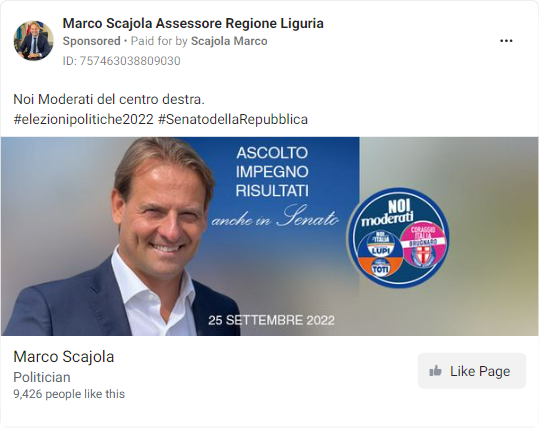 Marco Scajola Assessore Regione Liguria
Sponsored • Paid for by Scajola Marco
ID: 757463038809030
Noi Moderati del centro destra.
#elezionipolitiche2022 #SenatodellaRepubblica
ASCOLTO
IMPEGNO
RISULTATI
anche in Senato
NOI
moderati
NOI CON
L'ITALIA
LUPI
CORAGGIO
ITALIA
BRUGNARO
TOTI
25 SETTEMBRE 2022
Marco Scajola
Politician
9,426 people like this
Like Page